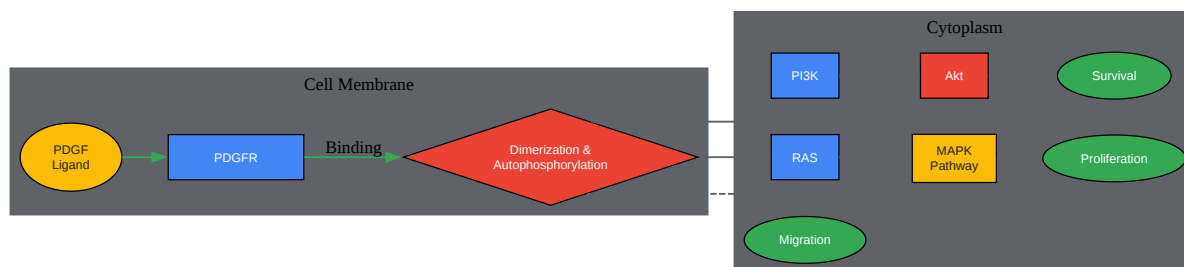 Cell Membrane
PDGF
Ligand
PDGFR
Binding
Dimerization &
Autophosphorylation
Cytoplasm
PI3K
Akt
Survival
RAS
MAPK
Pathway
Proliferation
Migration